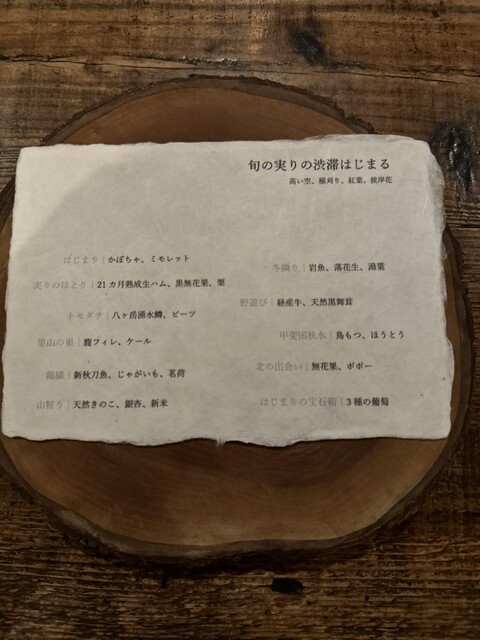 旬の実りの渋滞はじまる
高い空、稲刈り、紅葉、彼岸花
はじまり｜かぼちゃ、ミモレット
実りのほとり｜21カ月熟成生ハム、黒無花果、栗
トモダチ｜八ヶ岳湧水鱒、ビーツ
里山の巣｜鹿フィレ、ケール
錦繍｜新秋刀魚、じゃがいも、茗荷
山粧う｜天然きのこ、銀杏、新米
冬隣り｜岩魚、落花生、湯葉
野遊び｜経産牛、天然黒舞茸
甲斐国秋水｜鳥もつ、ほうとう
北の出会い｜無花果、ポポー
はじまりの宝石箱｜3種の葡萄